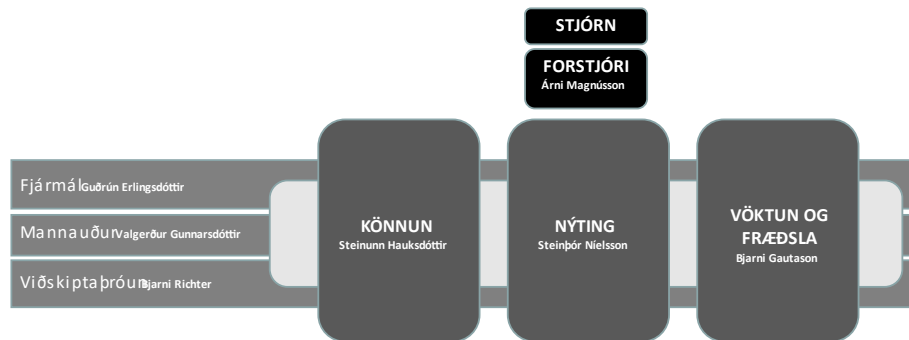 STJÓRN
FORSTJÓRI
Árni Magnússon
Fjármál Guðrún Erlingsdóttir
Mannauður Valgerður Gunnarsdóttir
Viðskiptaþróun Bjarni Richter
KÖNNUN
Steinunn Hauksdóttir
NÝTING
Steinþór Níelsson
VÖKTUN OG
FRÆÐSLA
Bjarni Gautason